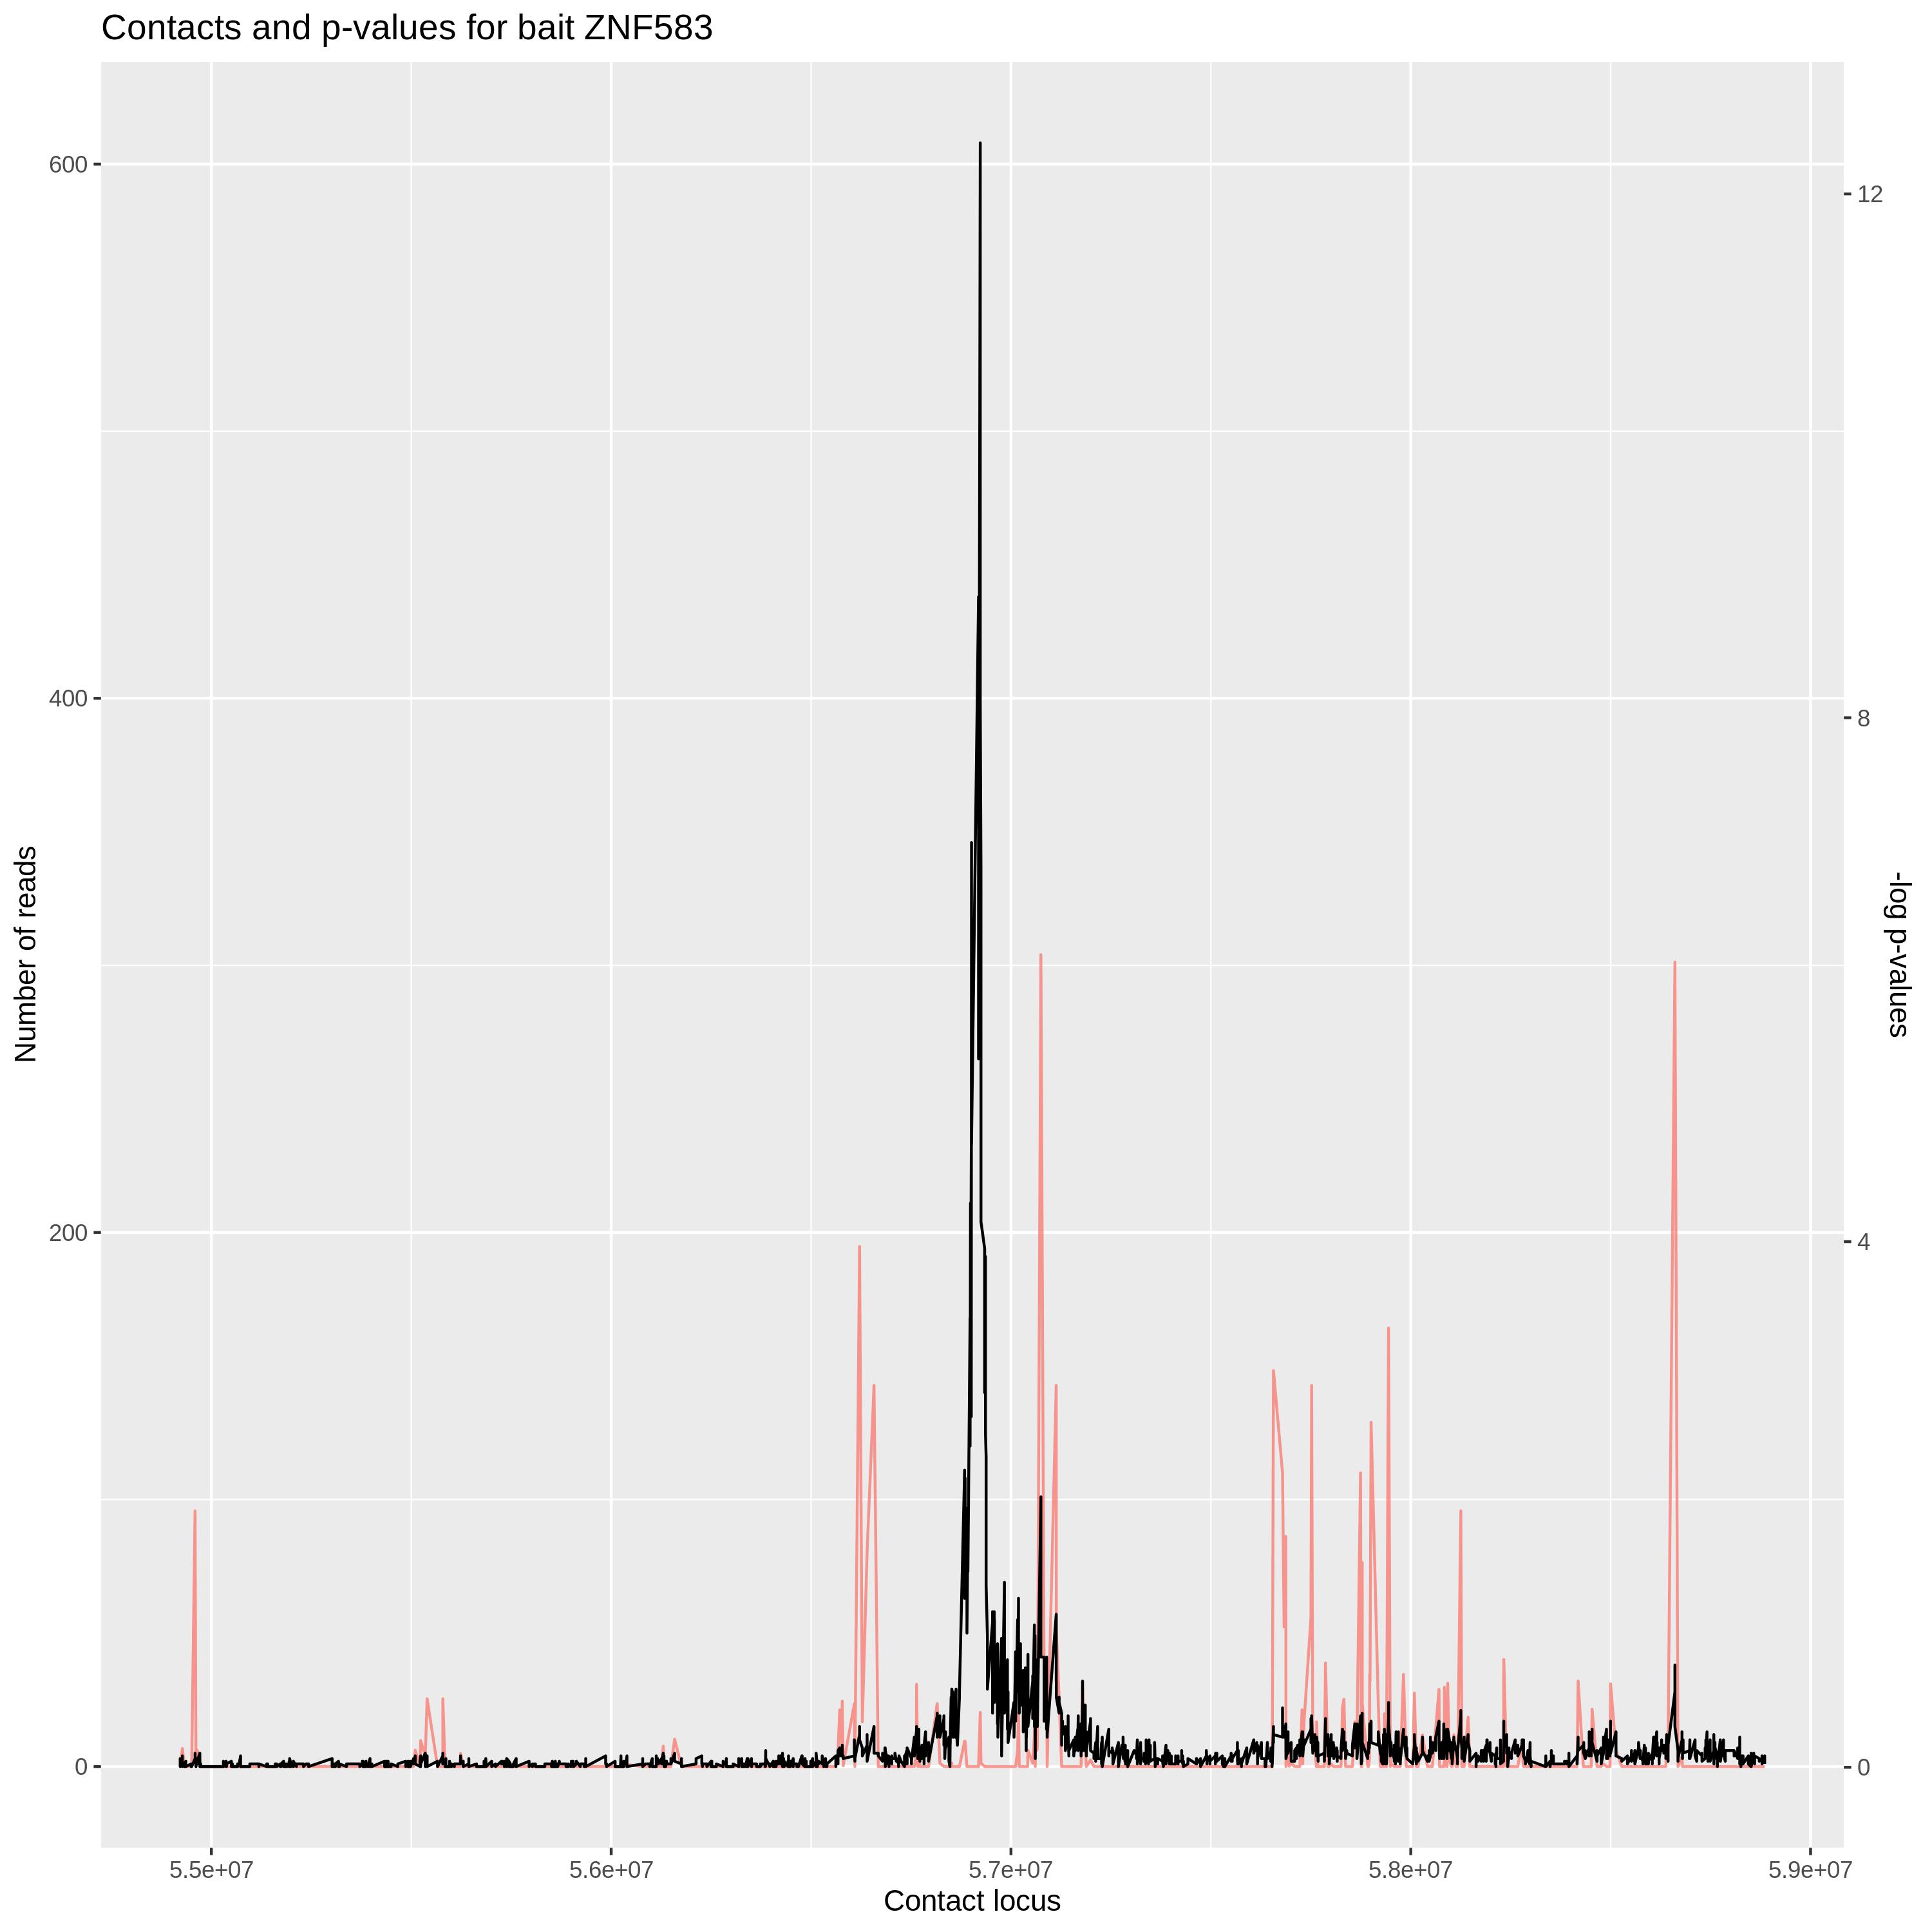 Contacts and p-values for bait ZNF583
600
400
200
0
12
8
4
0
Number of reads
-log p-values
5.5e+07
5.6e+07
5.7e+07
5.8e+07
5.9e+07
Contact locus